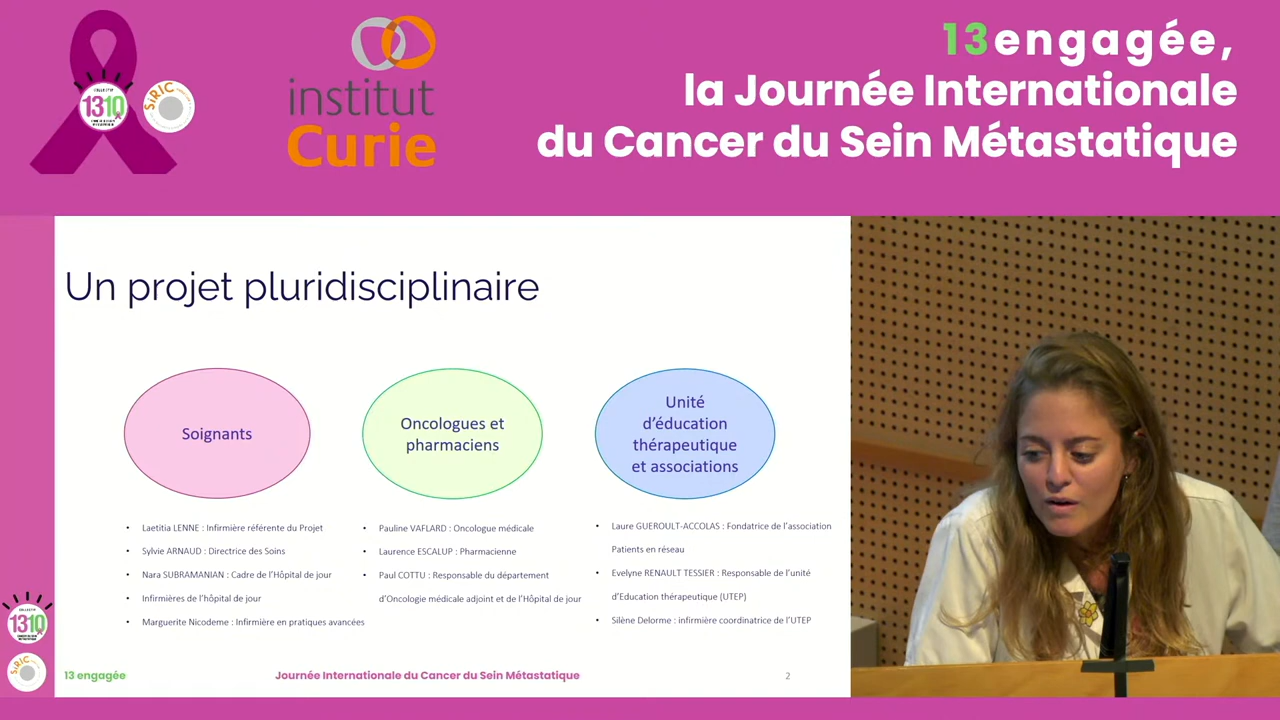 13engagée,
la Journée Internationale
du Cancer du Sein Métastatique
1310
SiRIC
institut
Curie
Un projet pluridisciplinaire
Soignants
Oncologues et
pharmaciens
Unité
d'éducation
thérapeutique
et associations
• Laetitia LENNE : Infirmière référente du Projet
• Sylvie ARNAUD : Directrice des Soins
• Nara SUBRAMANIAN : Cadre de l'Hôpital de jour
• Infirmières de l'hôpital de jour
• Marguerite Nicodeme : Infirmière en pratiques avancées
• Pauline VAFLARD : Oncologue médicale
• Laurence ESCALUP : Pharmacienne
• Paul COTTU : Responsable du département
d'Oncologie médicale adjoint et de l'Hôpital de jour
• Laure GUEROULT-ACCOLAS : Fondatrice de l'association
Patients en réseau
• Evelyne RENAULT TESSIER : Responsable de l'unité
d'Education thérapeutique (UTEP)
• Silène Delorme : infirmière coordinatrice de l'UTEP
1310
SiRIC
13 engagée
Journée Internationale du Cancer du Sein Métastatique
2